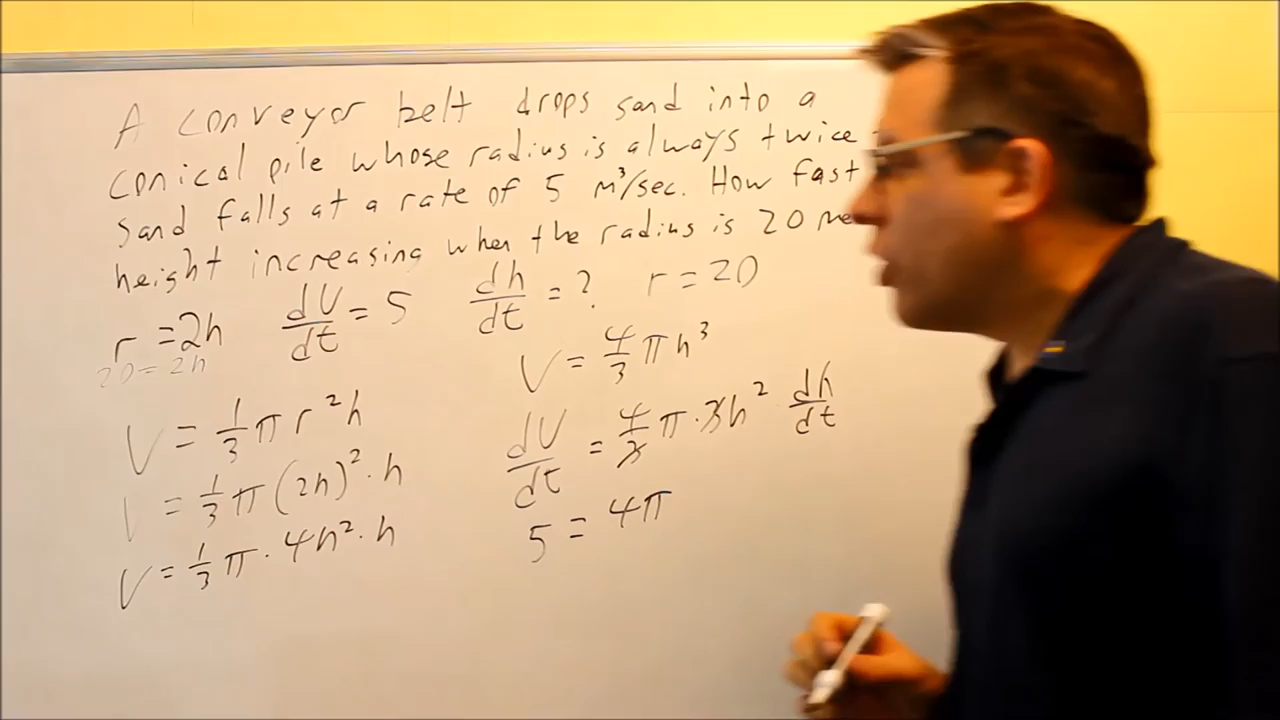 A conveyor belt drops sand into a
conical pile whose radius is always twice
sand falls at a rate of 5 m³/sec. How fast
height increasing when the radius is 20
r = 2h dV/dt = 5 dh/dt = ? r = 20
20 = 2h
V = 4/3 π h³
V = 1/3 π r² h
dV/dt = 4/3 π · 3h² · dh/dt
V = 1/3 π (2h)² · h
5 = 4π
V = 1/3 π · 4h² · h